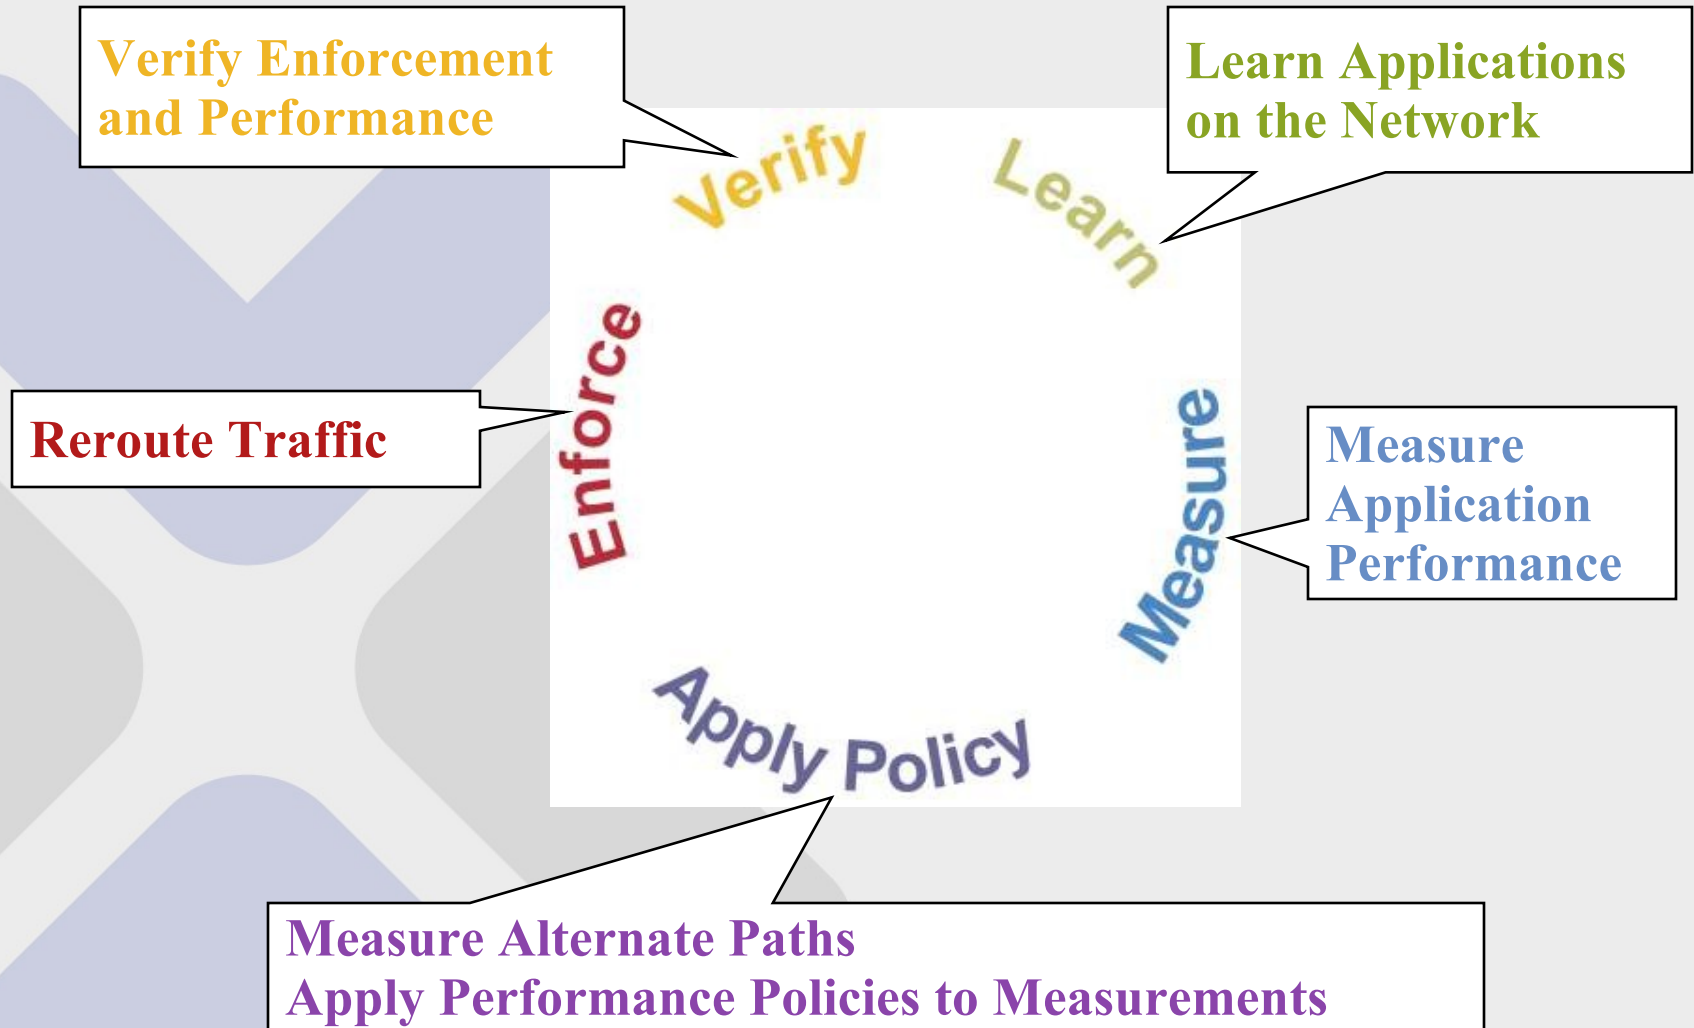 Verify Enforcement
and Performance
Learn Applications
on the Network
Verify
Learn
Enforce
Reroute Traffic
Measure
Measure
Application
Performance
Apply Policy
Measure Alternate Paths
Apply Performance Policies to Measurements